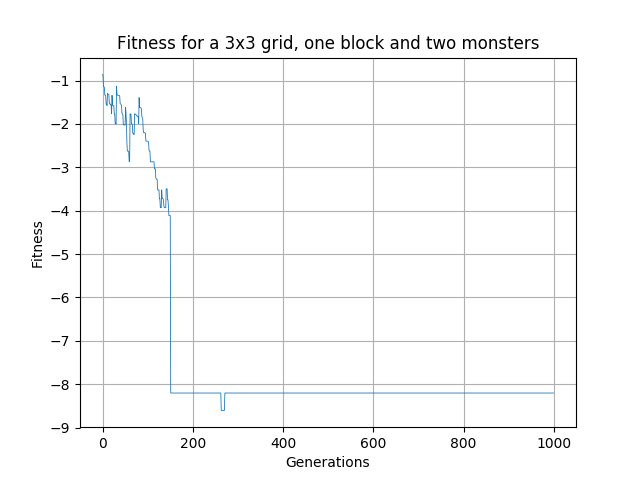 Fitness for a 3x3 grid, one block and two monsters
−1
−2
−3
−4
−5
−6
−7
−8
−9
Fitness
0 200 400 600 800 1000
Generations